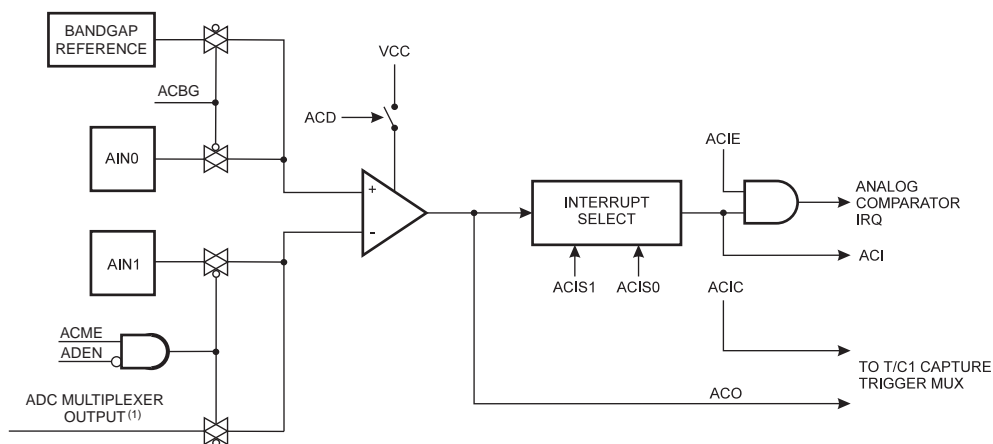 BANDGAP
REFERENCE
ACBG
AIN0
AIN1
ACME
ADEN
ADC MULTIPLEXER
OUTPUT (1)
VCC
ACD
+
-
INTERRUPT
SELECT
ACIS1
ACIS0
ACIE
ANALOG
COMPARATOR
IRQ
ACI
ACIC
TO T/C1 CAPTURE
TRIGGER MUX
ACO